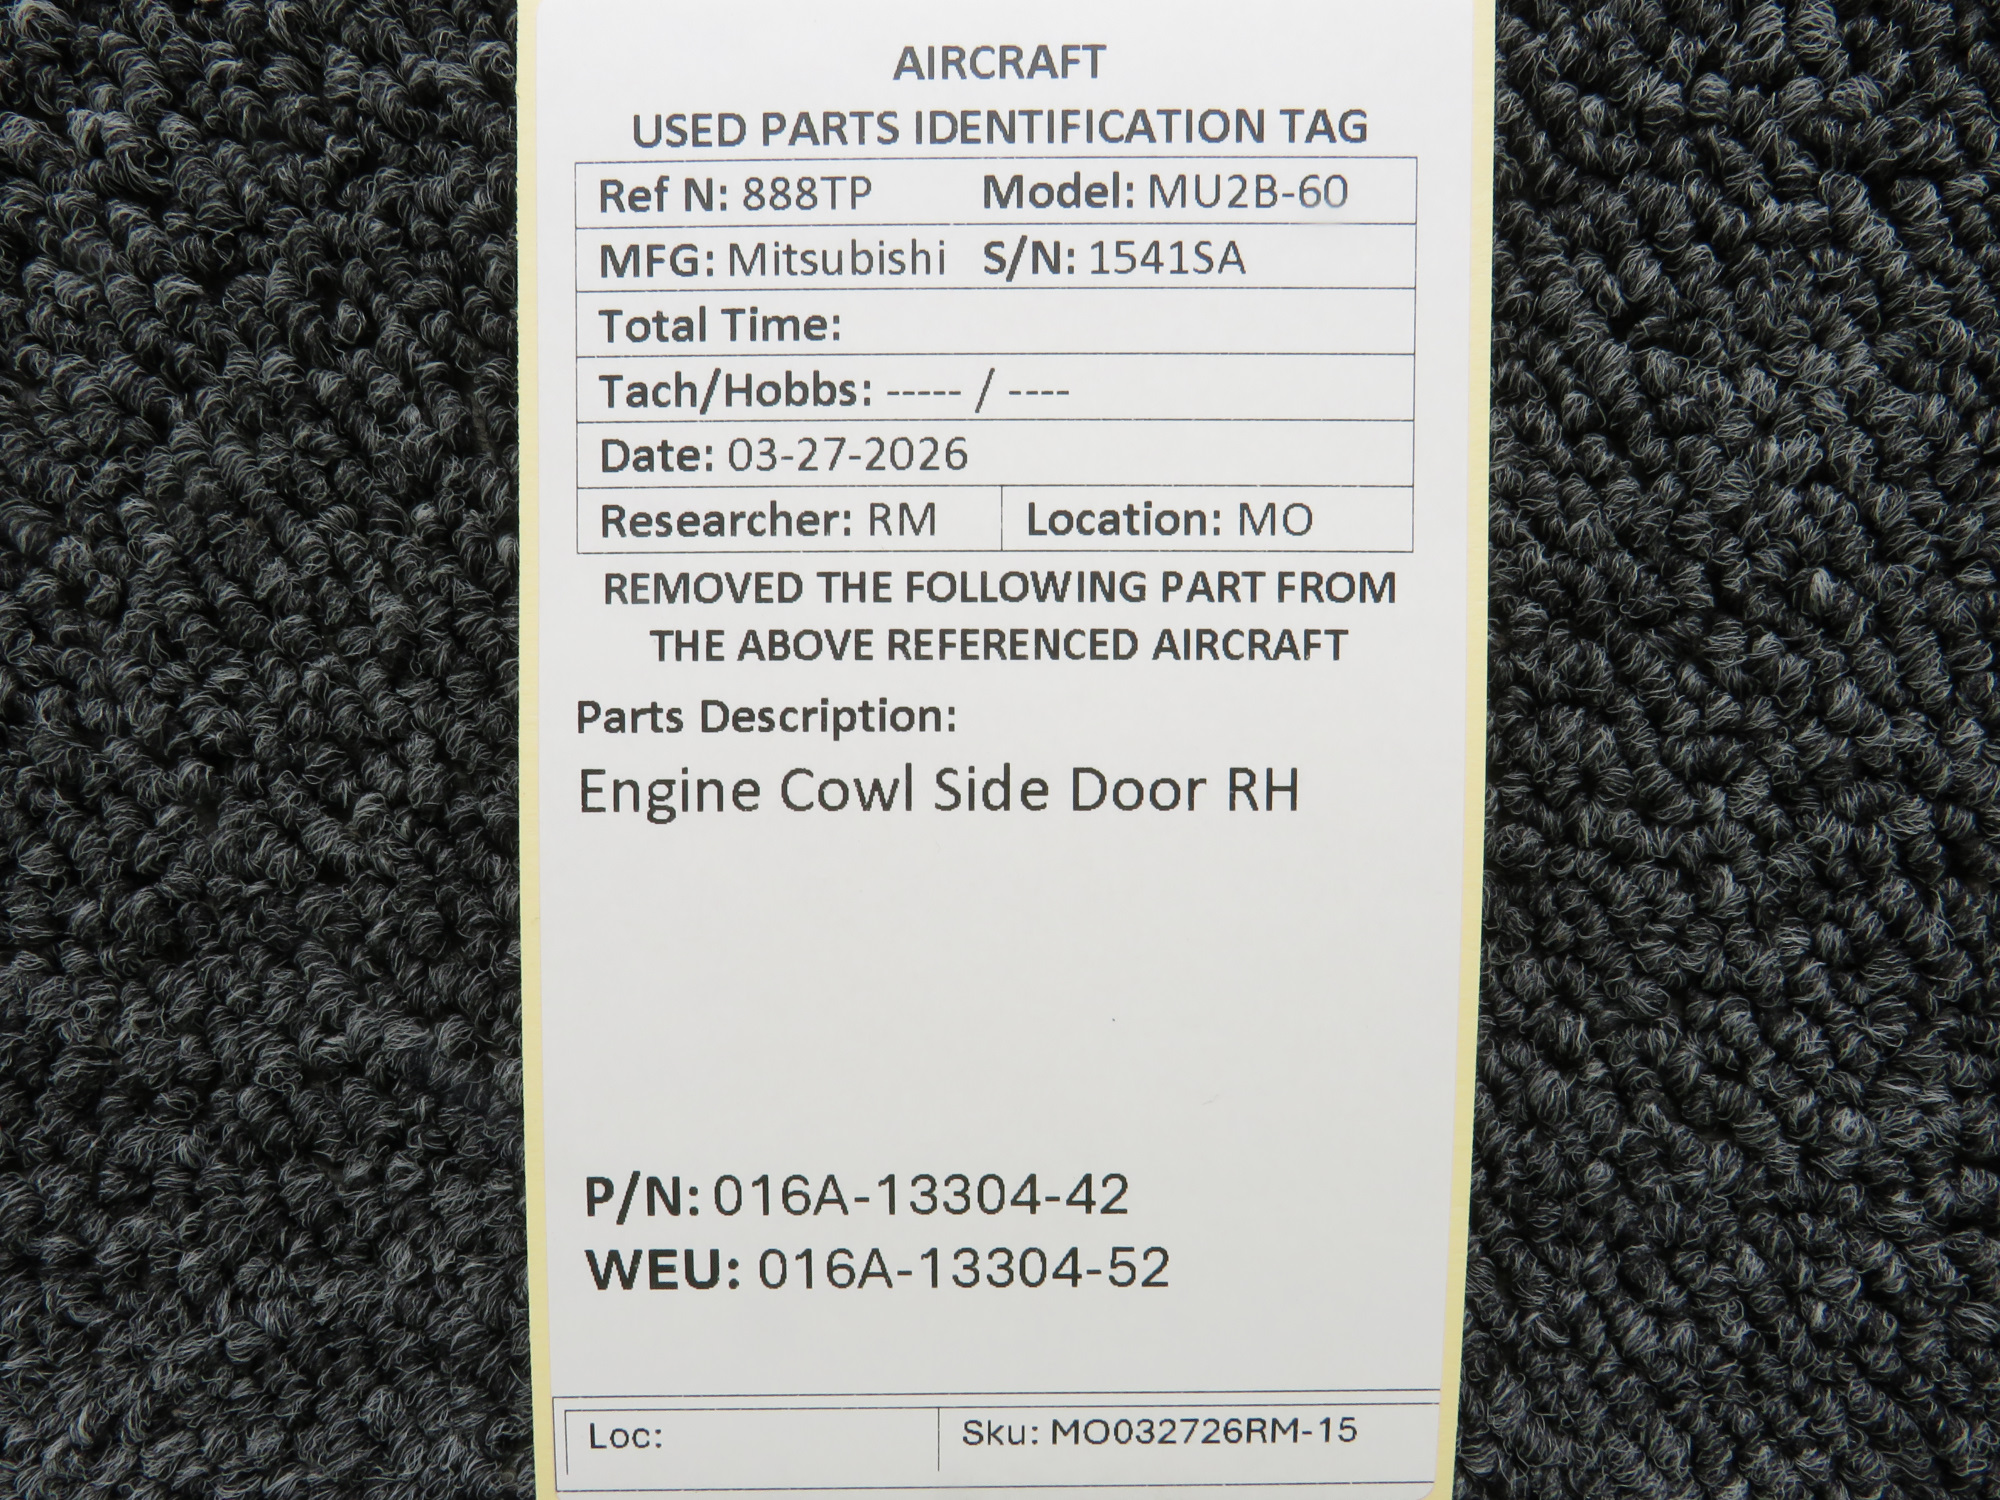 AIRCRAFT
USED PARTS IDENTIFICATION TAG
Ref N: 888TP Model: MU2B-60
MFG: Mitsubishi S/N: 1541SA
Total Time:
Tach/Hobbs: ----- / ----
Date: 03-27-2026
Researcher: RM Location: MO
REMOVED THE FOLLOWING PART FROM
THE ABOVE REFERENCED AIRCRAFT
Parts Description:
Engine Cowl Side Door RH
P/N: 016A-13304-42
WEU: 016A-13304-52
Loc: Sku: MO032726RM-15